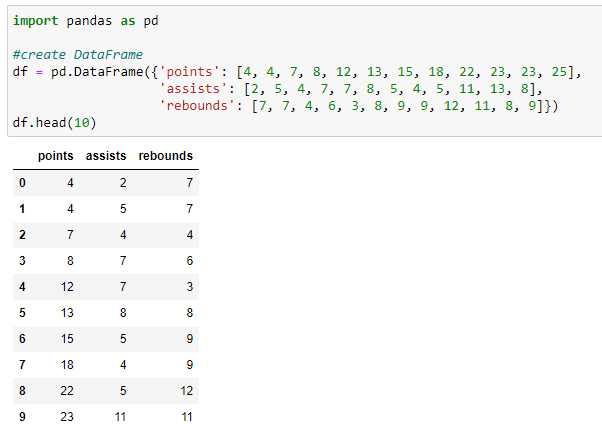 import pandas as pd
#create DataFrame
df = pd.DataFrame({'points': [4, 4, 7, 8, 12, 13, 15, 18, 22, 23, 23, 25],
'assists': [2, 5, 4, 7, 7, 8, 5, 4, 5, 11, 13, 8],
'rebounds': [7, 7, 4, 6, 3, 8, 9, 9, 12, 11, 8, 9]})
df.head(10)
points assists rebounds
0 4 2 7
1 4 5 7
2 7 4 4
3 8 7 6
4 12 7 3
5 13 8 8
6 15 5 9
7 18 4 9
8 22 5 12
9 23 11 11